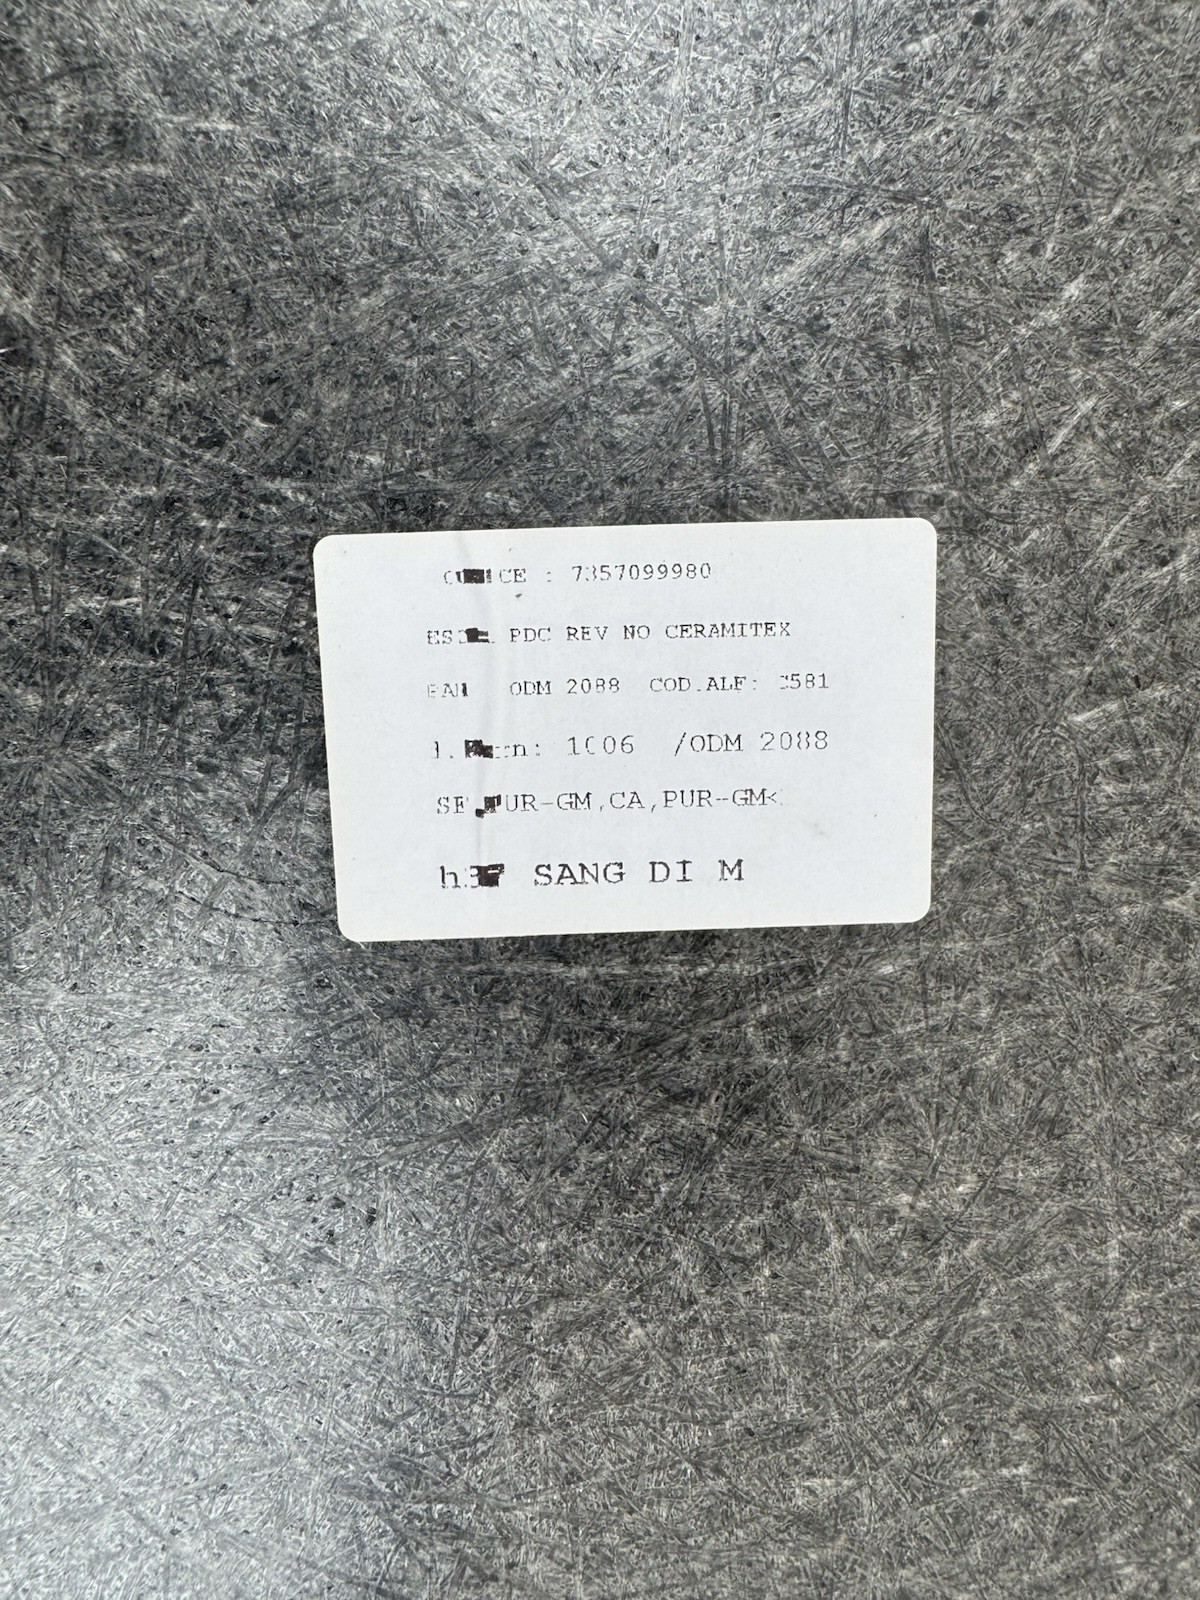 CE : 7357099980
PDC REV NO CERAMITEX
ODM 2088 COD.ALF:
1006 /ODM 2088
UR-GM,CA,PUR-GM<
SANG DI M